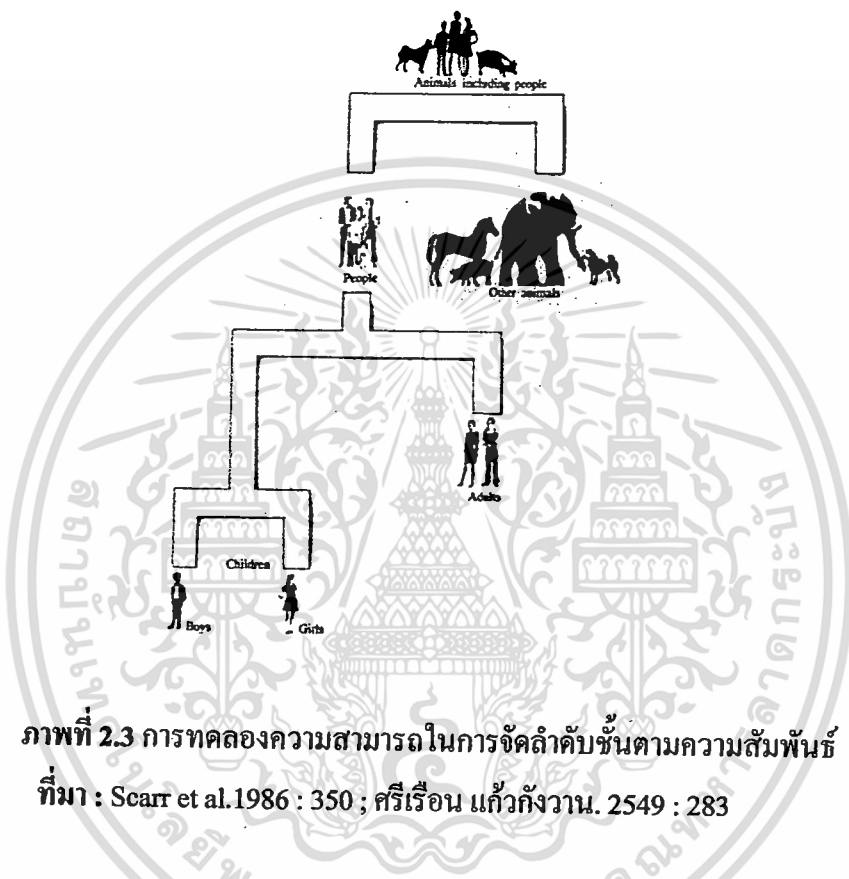 Animals including people
People
Other animals
Adults
Children
Boys
Girls
ภาพที่ 2.3 การทดลองความสามารถในการจัดลำดับชั้นตามความสัมพันธ์
ที่มา : Scarr et al.1986 : 350 ; ศรีเรือน แก้วกังวาน. 2549 : 283